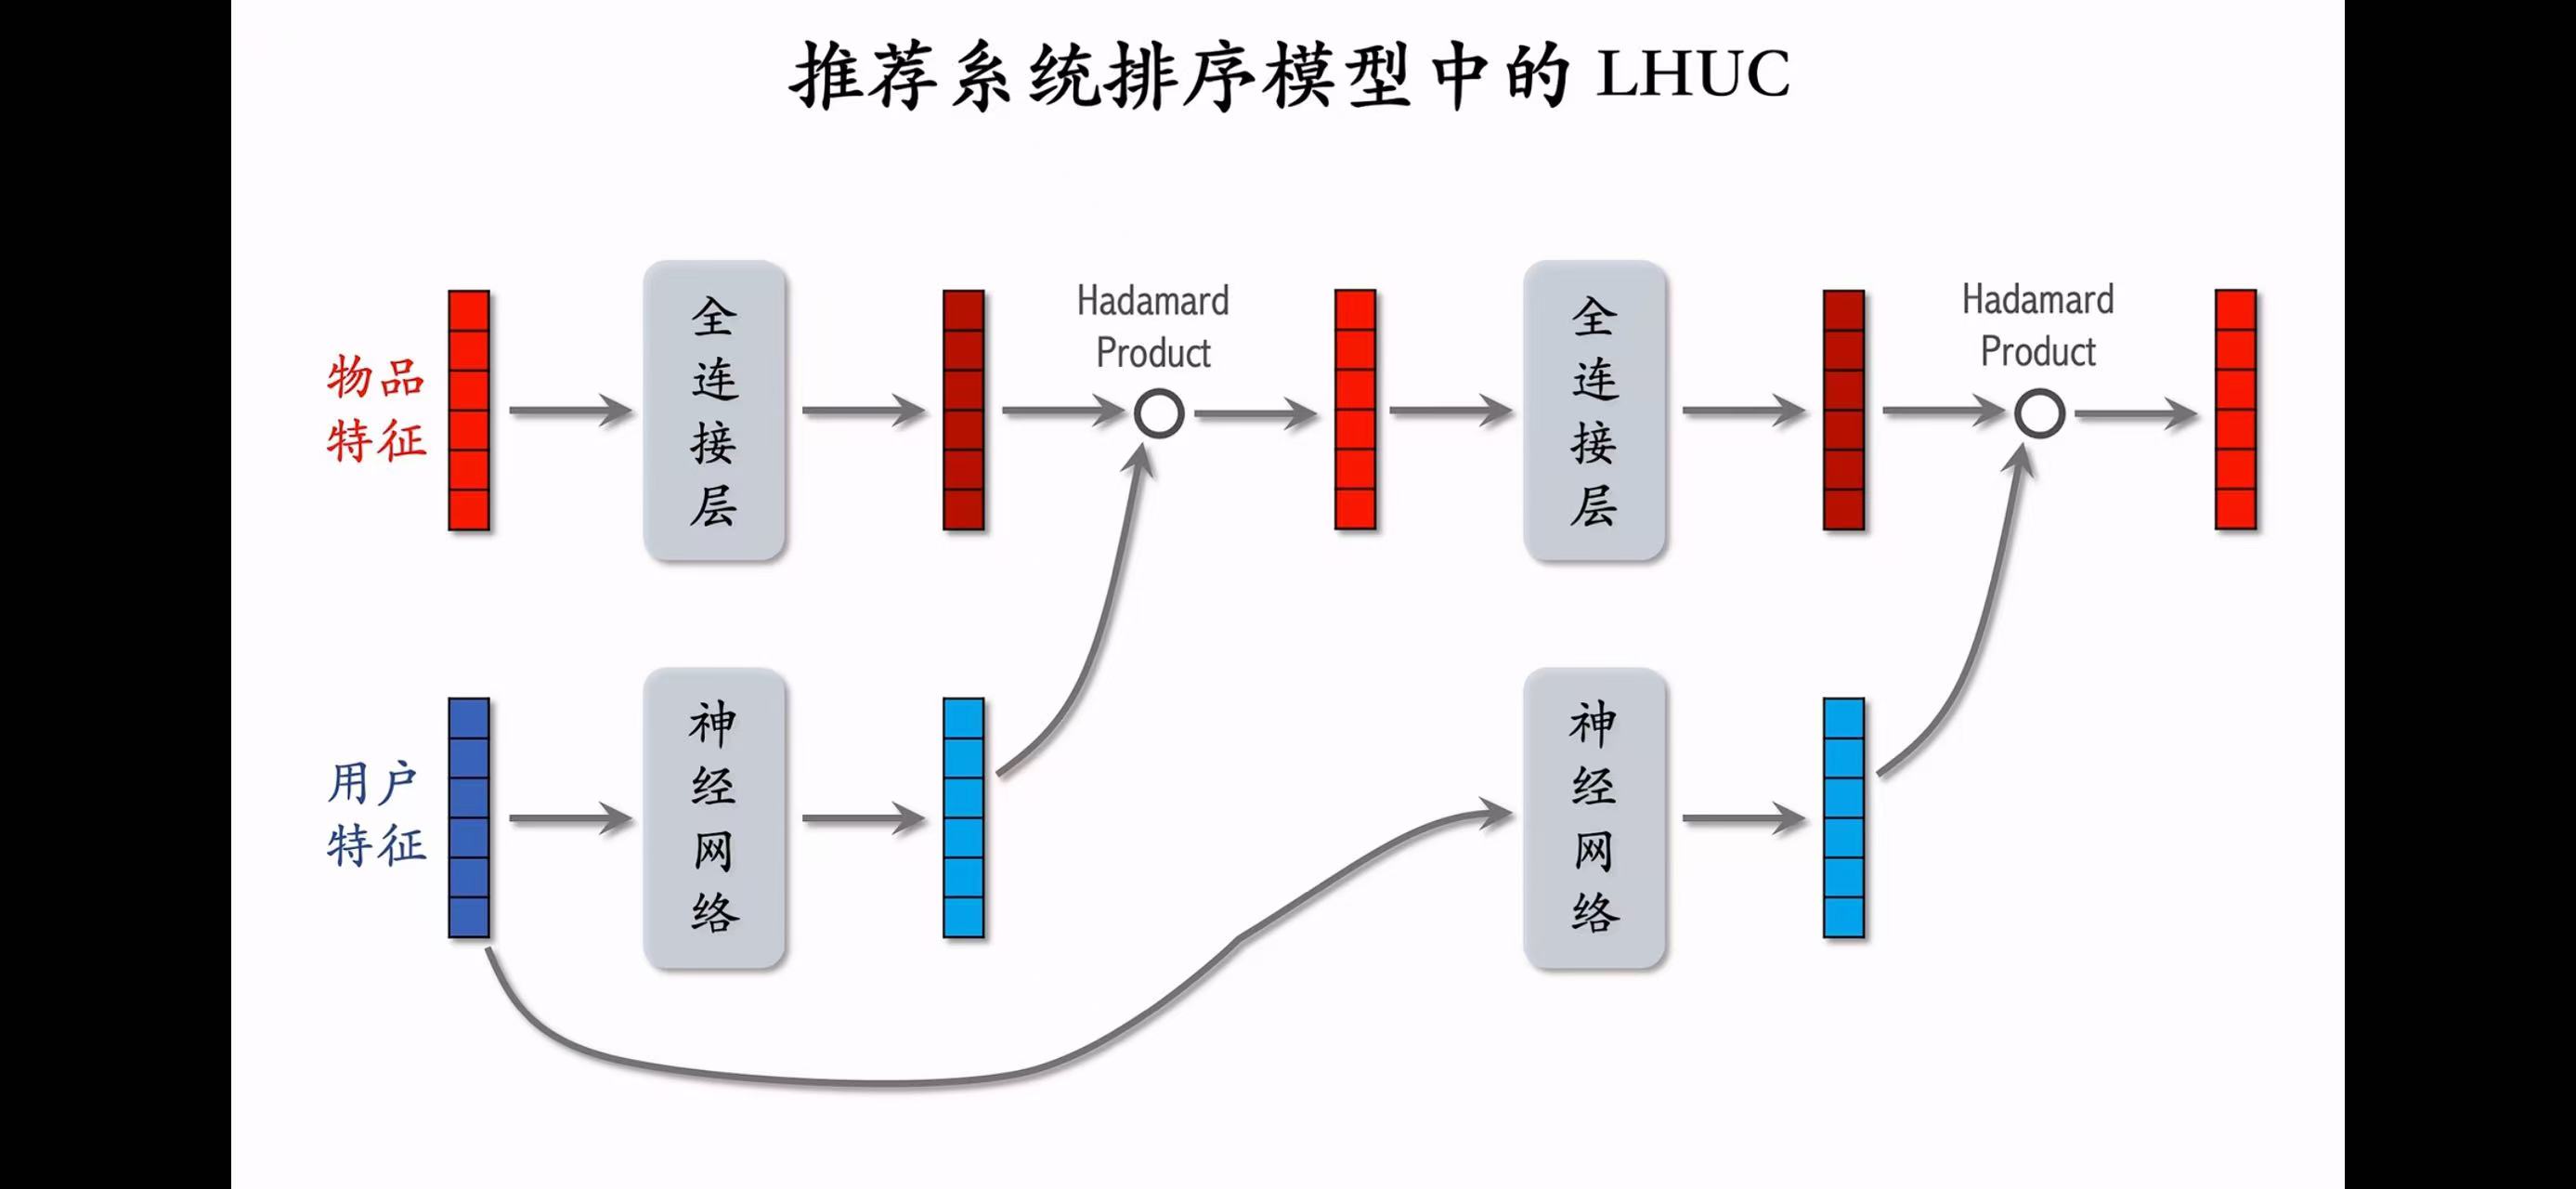 推荐系统排序模型中的 LHUC
物品
特征
全
连
接
层
Hadamard
Product
全
连
接
层
Hadamard
Product
用户
特征
神
经
网
络
神
经
网
络